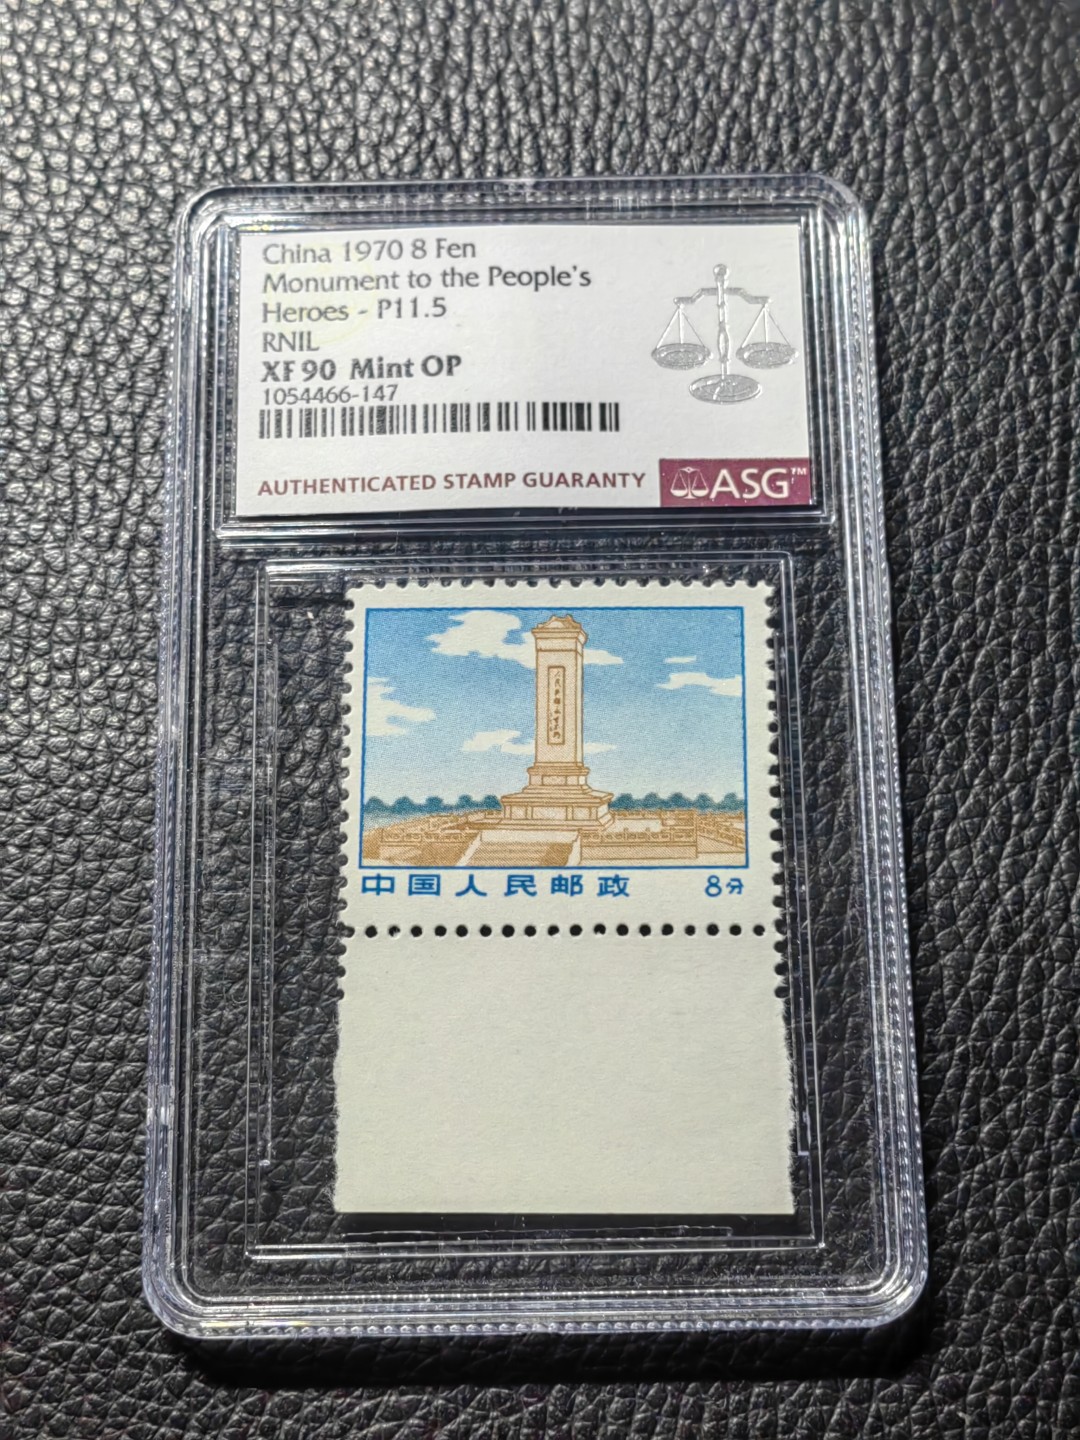 China 1970 8 Fen
Monument to the People's
Heroes - P11.5
RNIL
XF 90 Mint OP
1054466-147
AUTHENTICATED STAMP GUARANTY
ASG™
中国人民邮政 8分